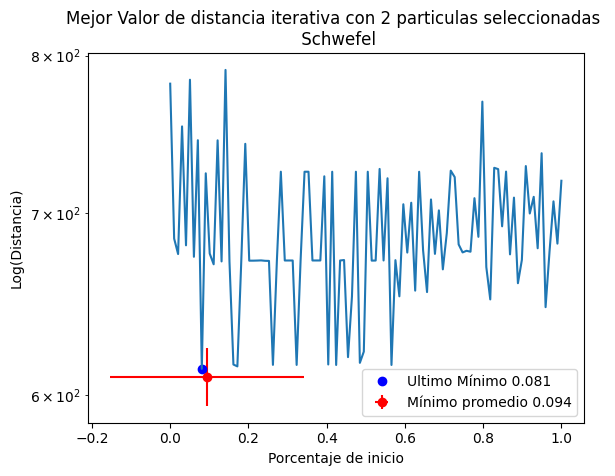 Mejor Valor de distancia iterativa con 2 particulas seleccionadas
Schwefel
8 × 10²
7 × 10²
6 × 10²
Log(Distancia)
Ultimo Mínimo 0.081
Mínimo promedio 0.094
−0.2 0.0 0.2 0.4 0.6 0.8 1.0
Porcentaje de inicio